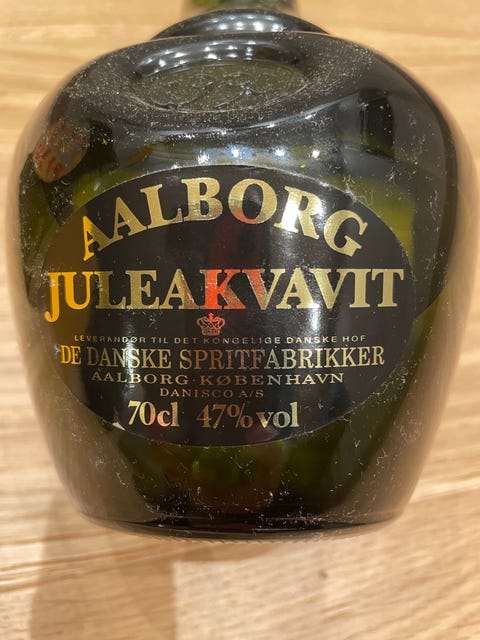 AALBORG
JULEAKVAVIT
LEVERANDØR TIL DET KONGELIGE DANSKE HOF
DE DANSKE SPRITFABRIKKER
AALBORG · KØBENHAVN
DANISCO A/S
70cl 47% vol